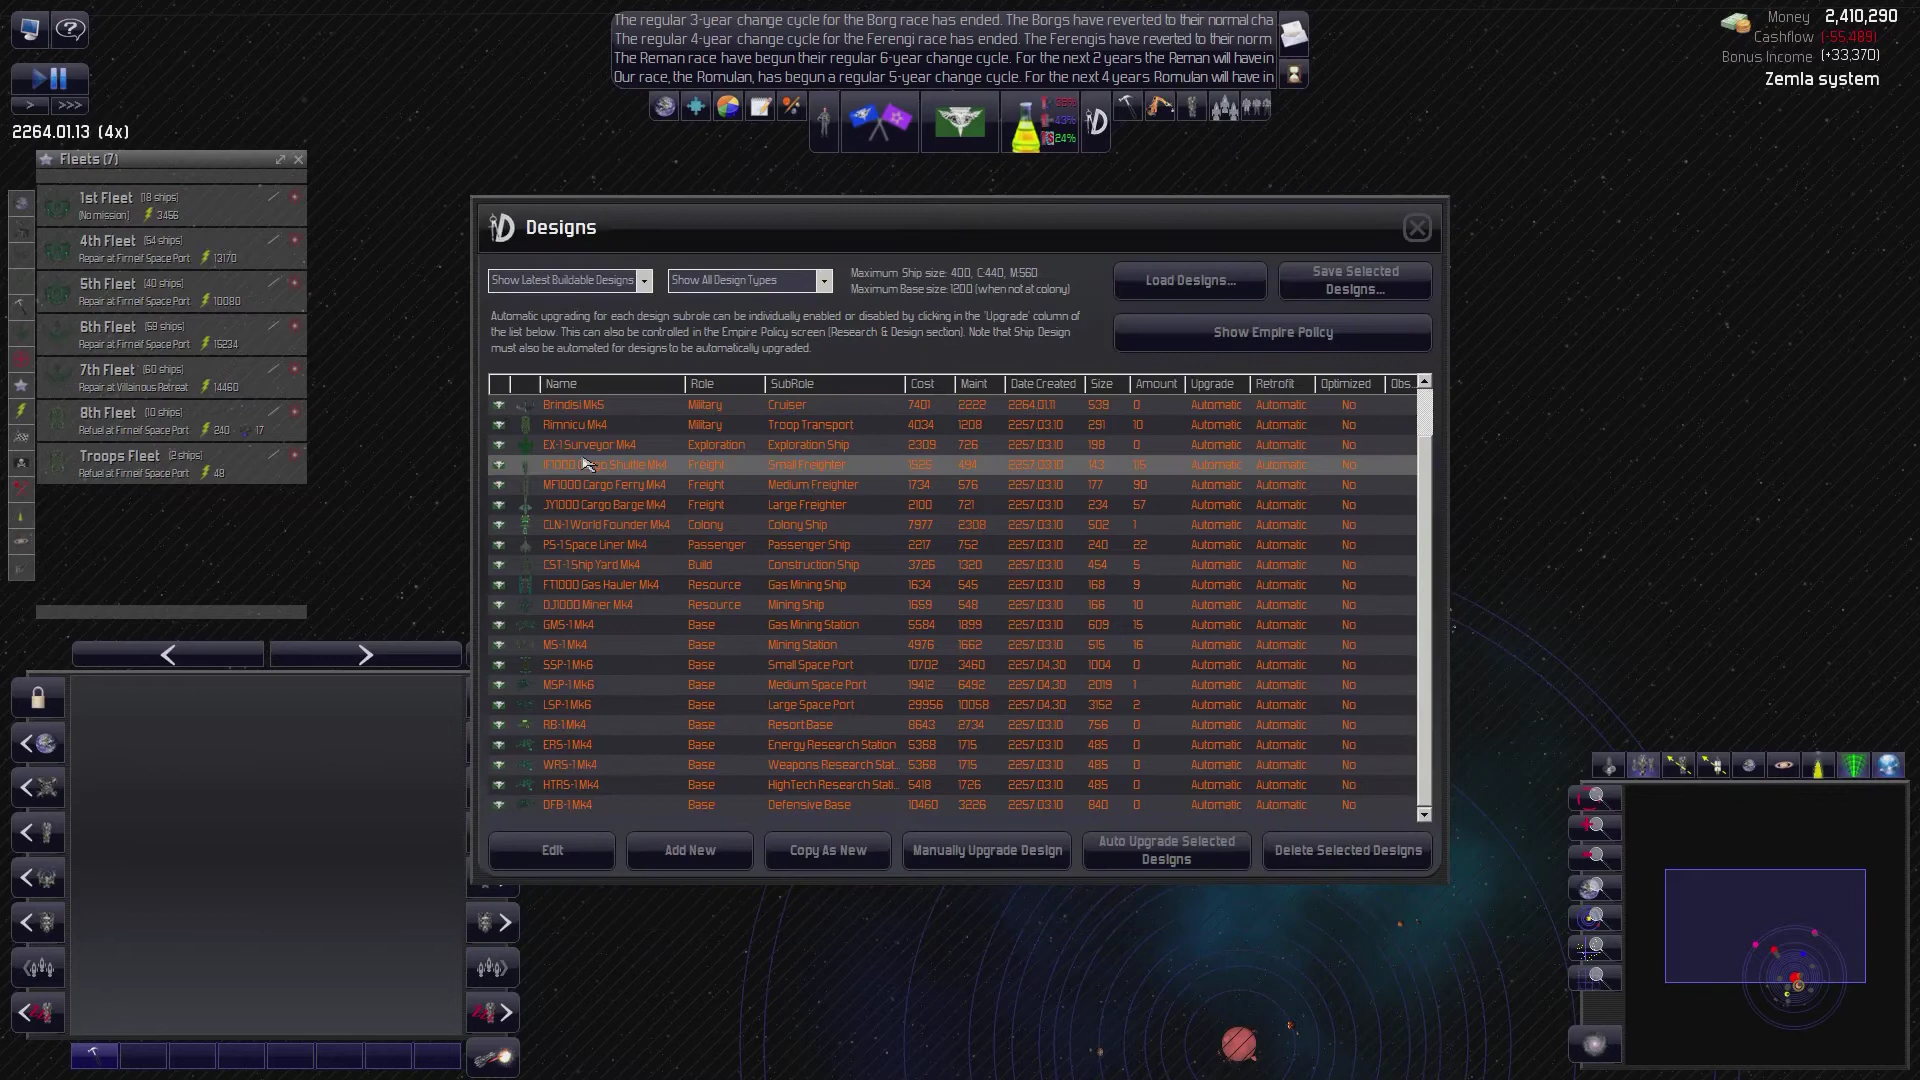 The regular 3-year change cycle for the Borg race has ended. The Borgs have reverted to their normal cha
The regular 4-year change cycle for the Ferengi race has ended. The Ferengis have reverted to their norm
The Reman race have begun their regular 6-year change cycle. For the next 2 years the Reman will have in
Our race, the Romulan, has begun a regular 5-year change cycle. For the next 4 years Romulan will have in
Money 2,410,290
Cashflow (-55,489)
Bonus Income (+33,370)
Zemla system
> >>>
2264.01.13 (4x)
43%
24%
Fleets (7)
1st Fleet (18 ships)
(No mission) 3456
4th Fleet (54 ships)
Repair at Firneif Space Port 13170
5th Fleet (40 ships)
Repair at Firneif Space Port 10080
6th Fleet (59 ships)
Repair at Firneif Space Port 15234
7th Fleet (60 ships)
Repair at Villainous Retreat 14460
8th Fleet (10 ships)
Refuel at Firneif Space Port 240 17
Troops Fleet (2 ships)
Refuel at Firneif Space Port 48
Designs
Show Latest Buildable Designs
Show All Design Types
Maximum Ship size: 400, C:440, M:560
Maximum Base size: 1200 (when not at colony)
Load Designs...
Save Selected Designs...
Automatic upgrading for each design subrole can be individually enabled or disabled by clicking in the 'Upgrade' column of
the list below. This can also be controlled in the Empire Policy screen (Research & Design section). Note that Ship Design
must also be automated for designs to be automatically upgraded.
Show Empire Policy
Name Role SubRole Cost Maint Date Created Size Amount Upgrade Retrofit Optimized Obs...
Brindisi Mk5 Military Cruiser 7401 2222 2264.01.11 539 0 Automatic Automatic No
Rimnicu Mk4 Military Troop Transport 4034 1208 2257.03.10 291 10 Automatic Automatic No
EX-1 Surveyor Mk4 Exploration Exploration Ship 2309 726 2257.03.10 198 0 Automatic Automatic No
Shuttle Mk4 Freight Small Freighter 1525 494 2257.03.10 143 115 Automatic Automatic No
MF1000 Cargo Ferry Mk4 Freight Medium Freighter 1734 576 2257.03.10 177 90 Automatic Automatic No
JY1000 Cargo Barge Mk4 Freight Large Freighter 2100 721 2257.03.10 234 57 Automatic Automatic No
CLN-1 World Founder Mk4 Colony Colony Ship 7977 2308 2257.03.10 502 1 Automatic Automatic No
PS-1 Space Liner Mk4 Passenger Passenger Ship 2217 752 2257.03.10 240 22 Automatic Automatic No
CST-1 Ship Yard Mk4 Build Construction Ship 3726 1320 2257.03.10 454 5 Automatic Automatic No
FT1000 Gas Hauler Mk4 Resource Gas Mining Ship 1634 545 2257.03.10 168 9 Automatic Automatic No
DJ1000 Miner Mk4 Resource Mining Ship 1659 548 2257.03.10 166 10 Automatic Automatic No
GMS-1 Mk4 Base Gas Mining Station 5584 1899 2257.03.10 609 15 Automatic Automatic No
MS-1 Mk4 Base Mining Station 4976 1662 2257.03.10 515 16 Automatic Automatic No
SSP-1 Mk6 Base Small Space Port 10702 3460 2257.04.30 1004 0 Automatic Automatic No
MSP-1 Mk6 Base Medium Space Port 19412 6492 2257.04.30 2019 1 Automatic Automatic No
LSP-1 Mk6 Base Large Space Port 29956 10058 2257.04.30 3152 2 Automatic Automatic No
RB-1 Mk4 Base Resort Base 8643 2734 2257.03.10 756 0 Automatic Automatic No
ERS-1 Mk4 Base Energy Research Station 5368 1715 2257.03.10 485 0 Automatic Automatic No
WRS-1 Mk4 Base Weapons Research Stat... 5368 1715 2257.03.10 485 0 Automatic Automatic No
HTRS-1 Mk4 Base HighTech Research Stati... 5418 1726 2257.03.10 485 0 Automatic Automatic No
DFB-1 Mk4 Base Defensive Base 10460 3226 2257.03.10 840 0 Automatic Automatic No
Edit
Add New
Copy As New
Manually Upgrade Design
Auto Upgrade Selected Designs
Delete Selected Designs